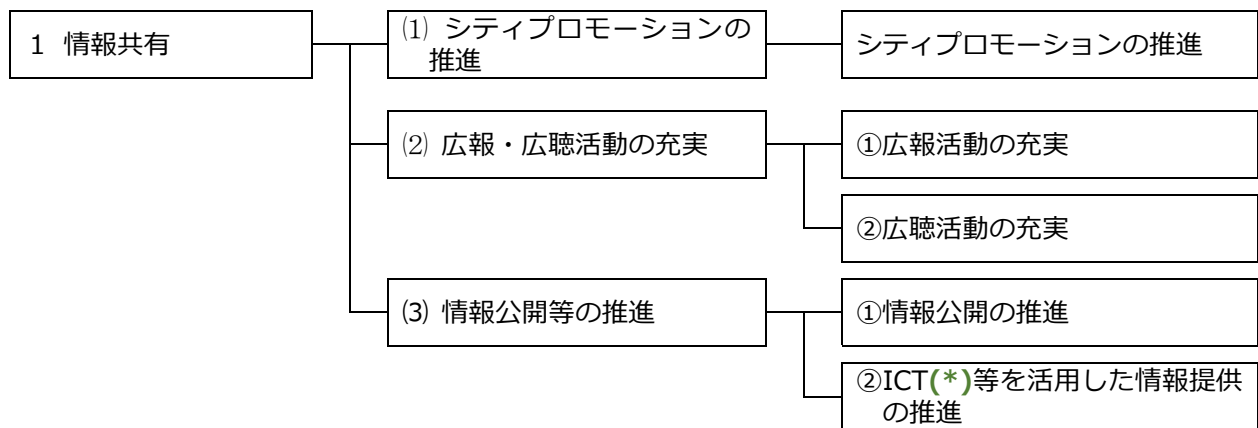 1 情報共有
⑴ シティプロモーションの
推進
シティプロモーションの推進
⑵ 広報・広聴活動の充実
①広報活動の充実
②広聴活動の充実
⑶ 情報公開等の推進
①情報公開の推進
②ICT(*)等を活用した情報提供
の推進